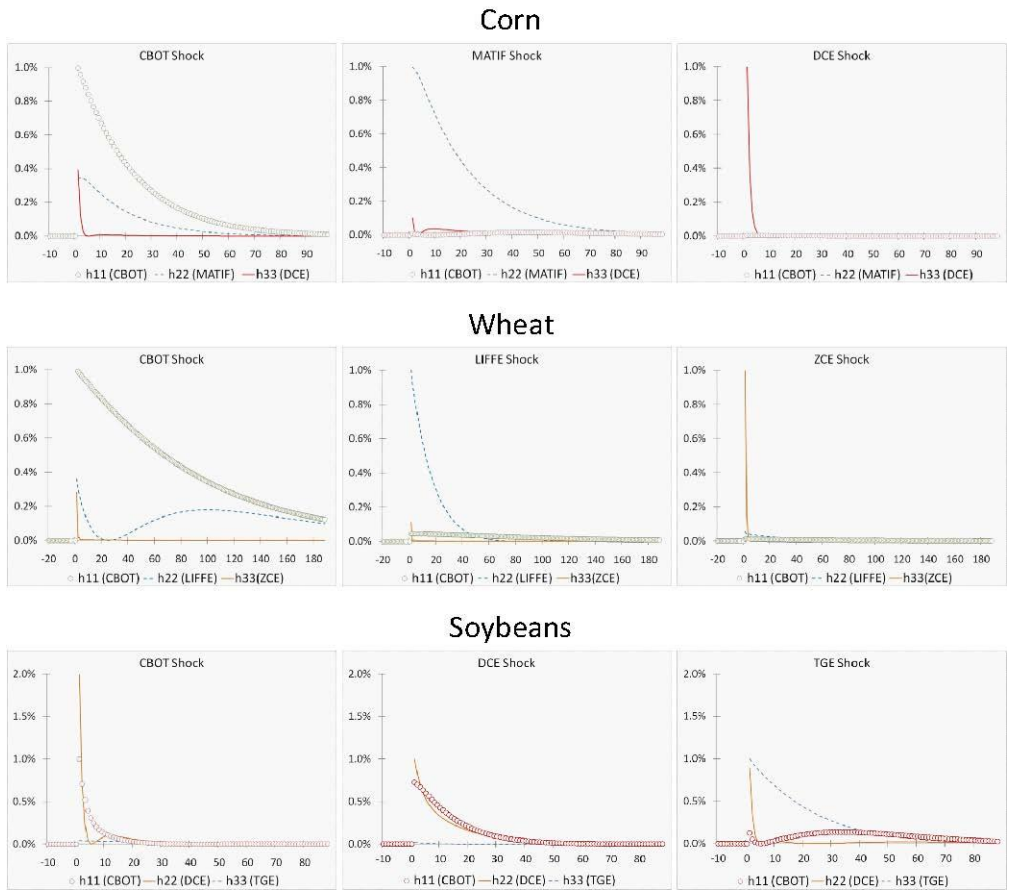 Corn
CBOT Shock
1.0%
0.8%
0.6%
0.4%
0.2%
0.0%
-10 0 10 20 30 40 50 60 70 80 90
h11 (CBOT) h22 (MATIF) h33 (DCE)
MATIF Shock
1.0%
0.8%
0.6%
0.4%
0.2%
0.0%
-10 0 10 20 30 40 50 60 70 80 90
h11 (CBOT) h22 (MATIF) h33 (DCE)
DCE Shock
1.0%
0.8%
0.6%
0.4%
0.2%
0.0%
-10 0 10 20 30 40 50 60 70 80 90
h11 (CBOT) h22 (MATIF) h33 (DCE)
Wheat
CBOT Shock
1.0%
0.8%
0.6%
0.4%
0.2%
0.0%
-20 0 20 40 60 80 100 120 140 160 180
h11 (CBOT) h22 (LIFFE) h33(ZCE)
LIFFE Shock
1.0%
0.8%
0.6%
0.4%
0.2%
0.0%
-20 0 20 40 60 80 100 120 140 160 180
h11 (CBOT) h22 (LIFFE) h33(ZCE)
ZCE Shock
1.0%
0.8%
0.6%
0.4%
0.2%
0.0%
-20 0 20 40 60 80 100 120 140 160 180
h11 (CBOT) h22 (LIFFE) h33(ZCE)
Soybeans
CBOT Shock
2.0%
1.5%
1.0%
0.5%
0.0%
-10 0 10 20 30 40 50 60 70 80
h11 (CBOT) h22 (DCE) h33 (TGE)
DCE Shock
2.0%
1.5%
1.0%
0.5%
0.0%
-10 0 10 20 30 40 50 60 70 80
h11 (CBOT) h22 (DCE) h33 (TGE)
TGE Shock
2.0%
1.5%
1.0%
0.5%
0.0%
-10 0 10 20 30 40 50 60 70 80
h11 (CBOT) h22 (DCE) h33 (TGE)